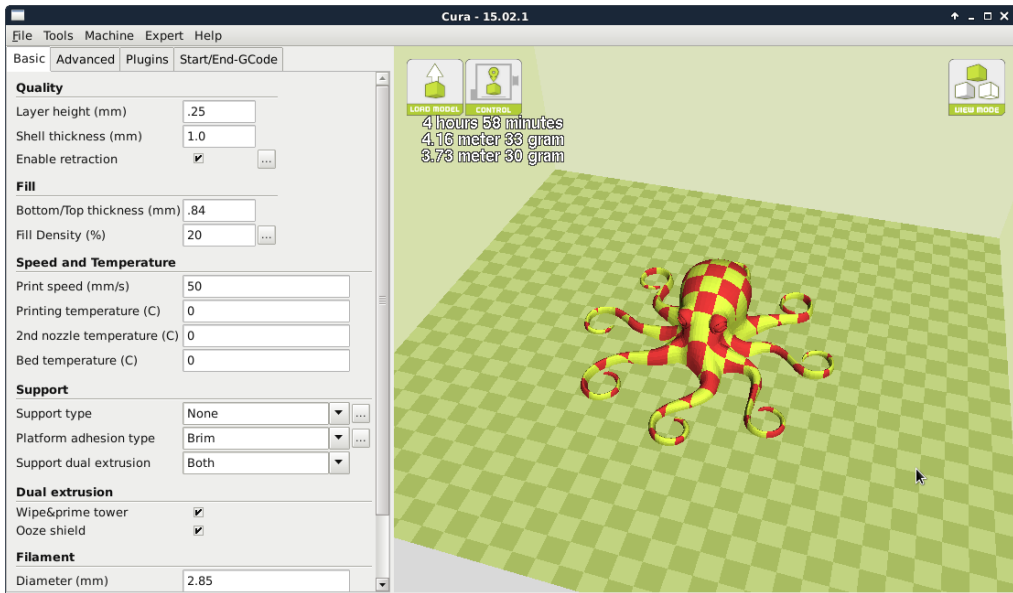 Cura - 15.02.1
File Tools Machine Expert Help
Basic Advanced Plugins Start/End-GCode
Quality
Layer height (mm) .25
Shell thickness (mm) 1.0
Enable retraction ...
Fill
Bottom/Top thickness (mm) .84
Fill Density (%) 20 ...
Speed and Temperature
Print speed (mm/s) 50
Printing temperature (C) 0
2nd nozzle temperature (C) 0
Bed temperature (C) 0
Support
Support type None ...
Platform adhesion type Brim ...
Support dual extrusion Both
Dual extrusion
Wipe&prime tower
Ooze shield
Filament
Diameter (mm) 2.85
LOAD MODEL CONTROL
4 hours 58 minutes
4.16 meter 33 gram
3.73 meter 30 gram
VIEW MODE